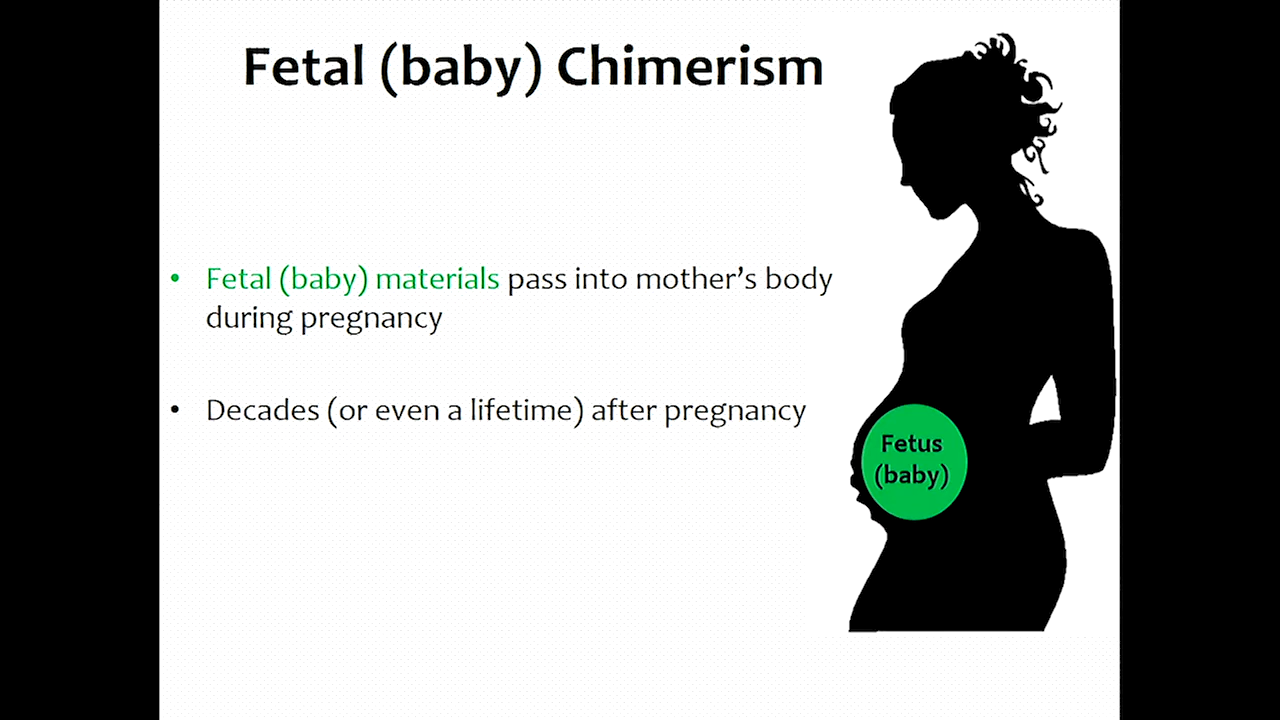 Fetal (baby) Chimerism
• Fetal (baby) materials pass into mother’s body
during pregnancy
• Decades (or even a lifetime) after pregnancy
Fetus
(baby)